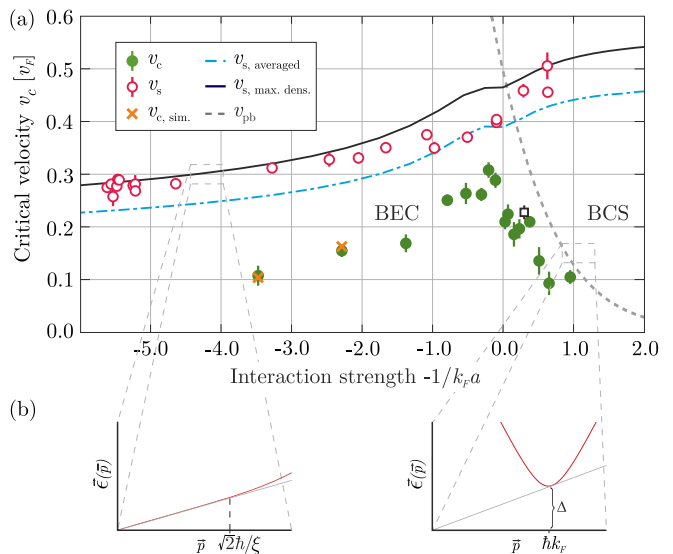 (a)
Critical velocity v_c [v_F]
0.6
0.5
0.4
0.3
0.2
0.1
0.0
v_c
v_s
v_c, sim.
v_s, averaged
v_s, max. dens.
v_pb
BEC
BCS
-5.0 -4.0 -3.0 -2.0 -1.0 0.0 1.0 2.0
Interaction strength -1/k_F a
(b)
ϵ⃗(p⃗)
p⃗ √2ħ/ξ
ϵ⃗(p⃗)
Δ
p⃗ ħk_F